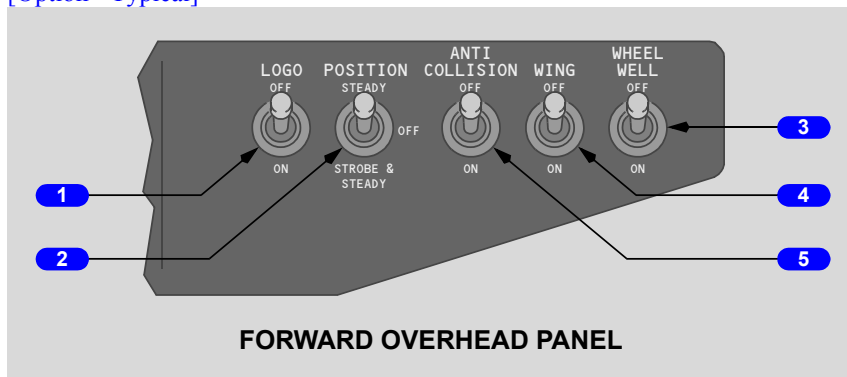 [Option - Typical]
LOGO
OFF
ON
POSITION
STEADY
OFF
STROBE &
STEADY
ANTI
COLLISION
OFF
ON
WING
OFF
ON
WHEEL
WELL
OFF
ON
1
2
3
4
5
FORWARD OVERHEAD PANEL